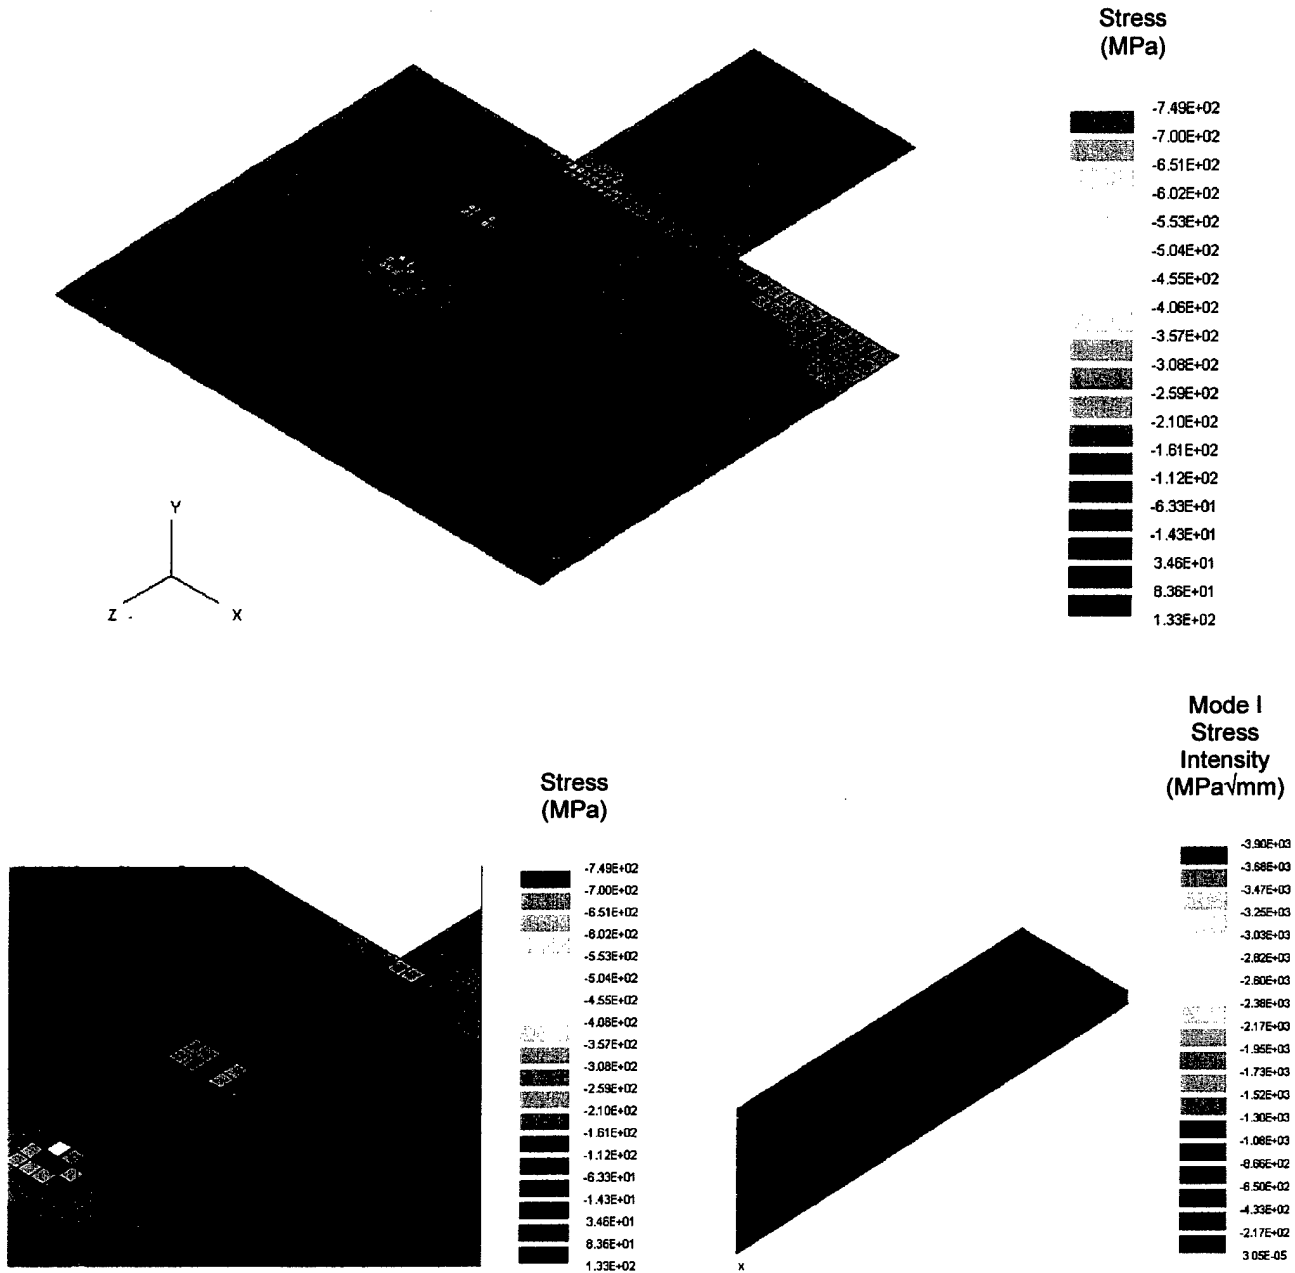 Stress
(MPa)
-7.49E+02
-7.00E+02
-6.51E+02
-6.02E+02
-5.53E+02
-5.04E+02
-4.55E+02
-4.06E+02
-3.57E+02
-3.08E+02
-2.59E+02
-2.10E+02
-1.61E+02
-1.12E+02
-6.33E+01
-1.43E+01
3.46E+01
8.36E+01
1.33E+02
Y
Z
X
Mode I
Stress
Intensity
(MPa√mm)
Stress
(MPa)
-7.49E+02
-7.00E+02
-6.51E+02
-6.02E+02
-5.53E+02
-5.04E+02
-4.55E+02
-4.06E+02
-3.57E+02
-3.08E+02
-2.59E+02
-2.10E+02
-1.61E+02
-1.12E+02
-6.33E+01
-1.43E+01
3.46E+01
8.36E+01
1.33E+02
-3.90E+03
-3.68E+03
-3.47E+03
-3.25E+03
-3.03E+03
-2.82E+03
-2.60E+03
-2.38E+03
-2.17E+03
-1.95E+03
-1.73E+03
-1.52E+03
-1.30E+03
-1.08E+03
-8.66E+02
-6.50E+02
-4.33E+02
-2.17E+02
3.05E-05
x